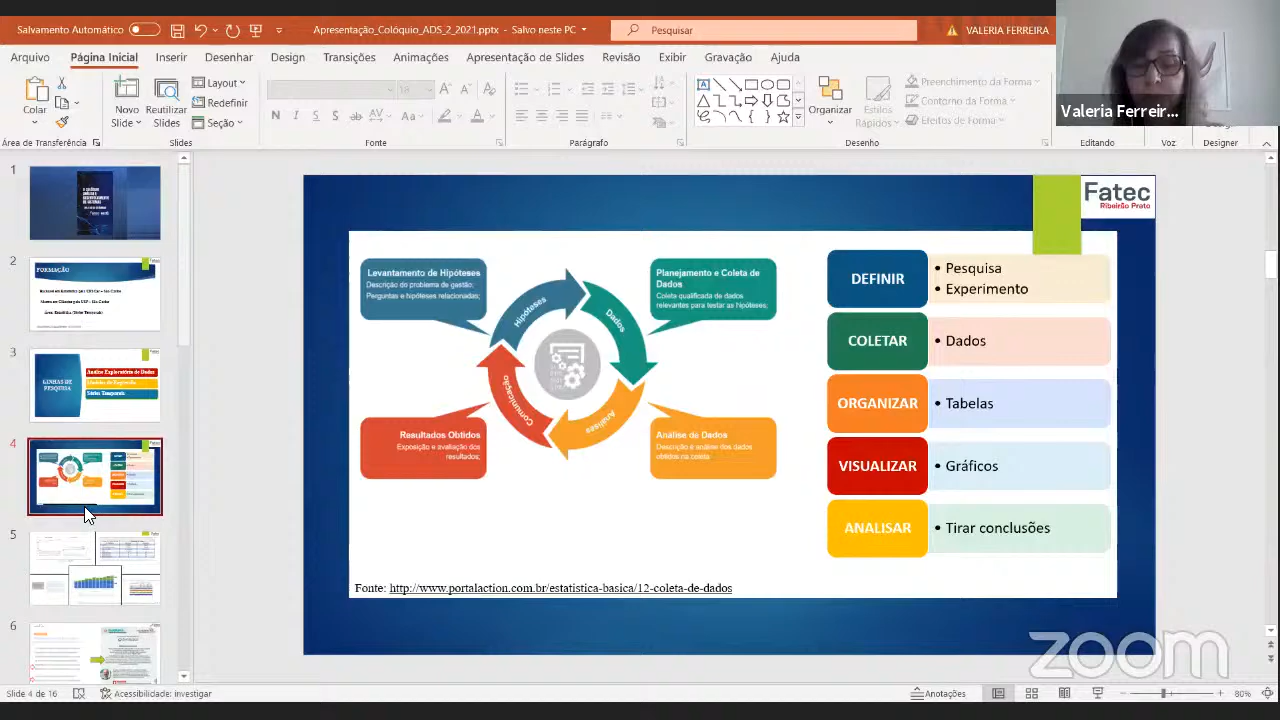 Salvamento Automático
Apresentação_Colóquio_ADS_2_2021.pptx - Salvo neste PC
Pesquisar
VALERIA FERREIRA
Arquivo Página Inicial Inserir Desenhar Design Transições Animações Apresentação de Slides Revisão Exibir Gravação Ajuda
Valeria Ferreir...
Colar
Novo Slide
Reutilizar Slides
Layout
Redefinir
Seção
18
Organizar
Estilos Rápidos
Preenchimento da Forma
Contorno da Forma
Efeitos de Forma
Área de Transferência
Slides
Fonte
Parágrafo
Desenho
Editando
Voz
Designer
1
2
FORMAÇÃO
3
LINHAS DE PESQUISA
Análise Exploratória de Dados
Modelos de Regressão
Séries Temporais
4
5
6
Fatec
Ribeirão Preto
Levantamento de Hipóteses
Descrição do problema de gestão;
Perguntas e hipóteses relacionadas;
Planejamento e Coleta de
Dados
Coleta qualificada de dados
relevantes para testar as hipóteses;
Hipóteses
Dados
Análises
Comunicação
Resultados Obtidos
Exposição e avaliação dos
resultados;
Análise de Dados
Descrição e análise dos dados
obtidos na coleta
DEFINIR
• Pesquisa
• Experimento
COLETAR
• Dados
ORGANIZAR
• Tabelas
VISUALIZAR
• Gráficos
ANALISAR
• Tirar conclusões
Fonte: http://www.portalaction.com.br/estatistica-basica/12-coleta-de-dados
zoom
Slide 4 de 16
Acessibilidade: investigar
Anotações
80%